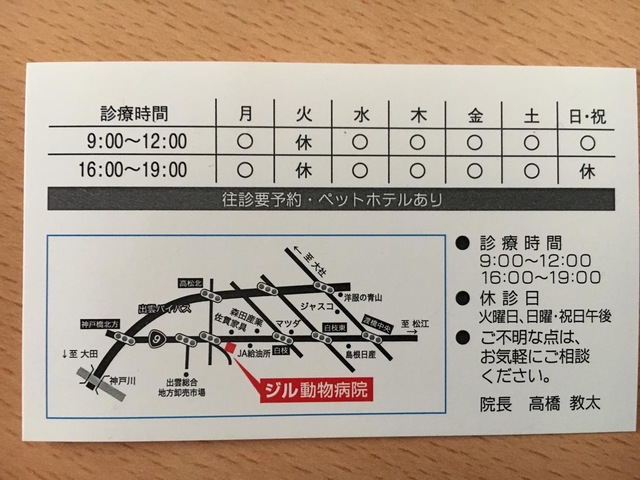 診療時間 月 火 水 木 金 土 日・祝
9:00〜12:00 ○ 休 ○ ○ ○ ○ ○
16:00〜19:00 ○ 休 ○ ○ ○ ○ 休
往診要予約・ペットホテルあり
←至 大社
高松北
出雲バイパス
洋服の青山
ジャスコ
森田産業
佐貫家具
マツダ
神戸橋北方
白枝東
渡橋中央
至 松江→
9
JA給油所
白枝
島根日産
↓至 大田
神戸川
出雲総合
地方卸売市場
ジル動物病院
● 診療時間
9:00〜12:00
16:00〜19:00
● 休診日
火曜日、日曜・祝日午後
● ご不明な点は、
お気軽にご相談
ください。
院長 高橋 教太